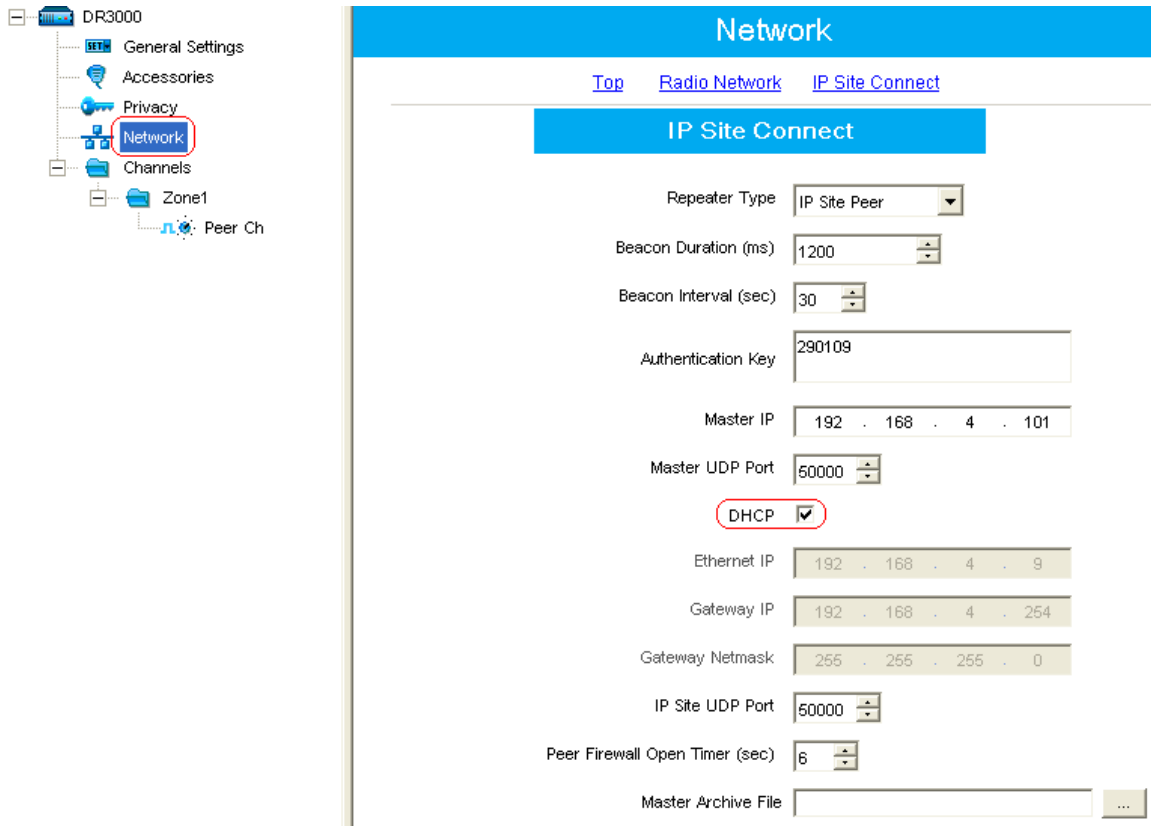 DR3000
SET
General Settings
Accessories
Privacy
Network
Channels
Zone1
Peer Ch
Network
Top Radio Network IP Site Connect
IP Site Connect
Repeater Type IP Site Peer
Beacon Duration (ms) 1200
Beacon Interval (sec) 30
Authentication Key 290109
Master IP 192 . 168 . 4 . 101
Master UDP Port 50000
DHCP
Ethernet IP 192 . 168 . 4 . 9
Gateway IP 192 . 168 . 4 . 254
Gateway Netmask 255 . 255 . 255 . 0
IP Site UDP Port 50000
Peer Firewall Open Timer (sec) 6
Master Archive File ...